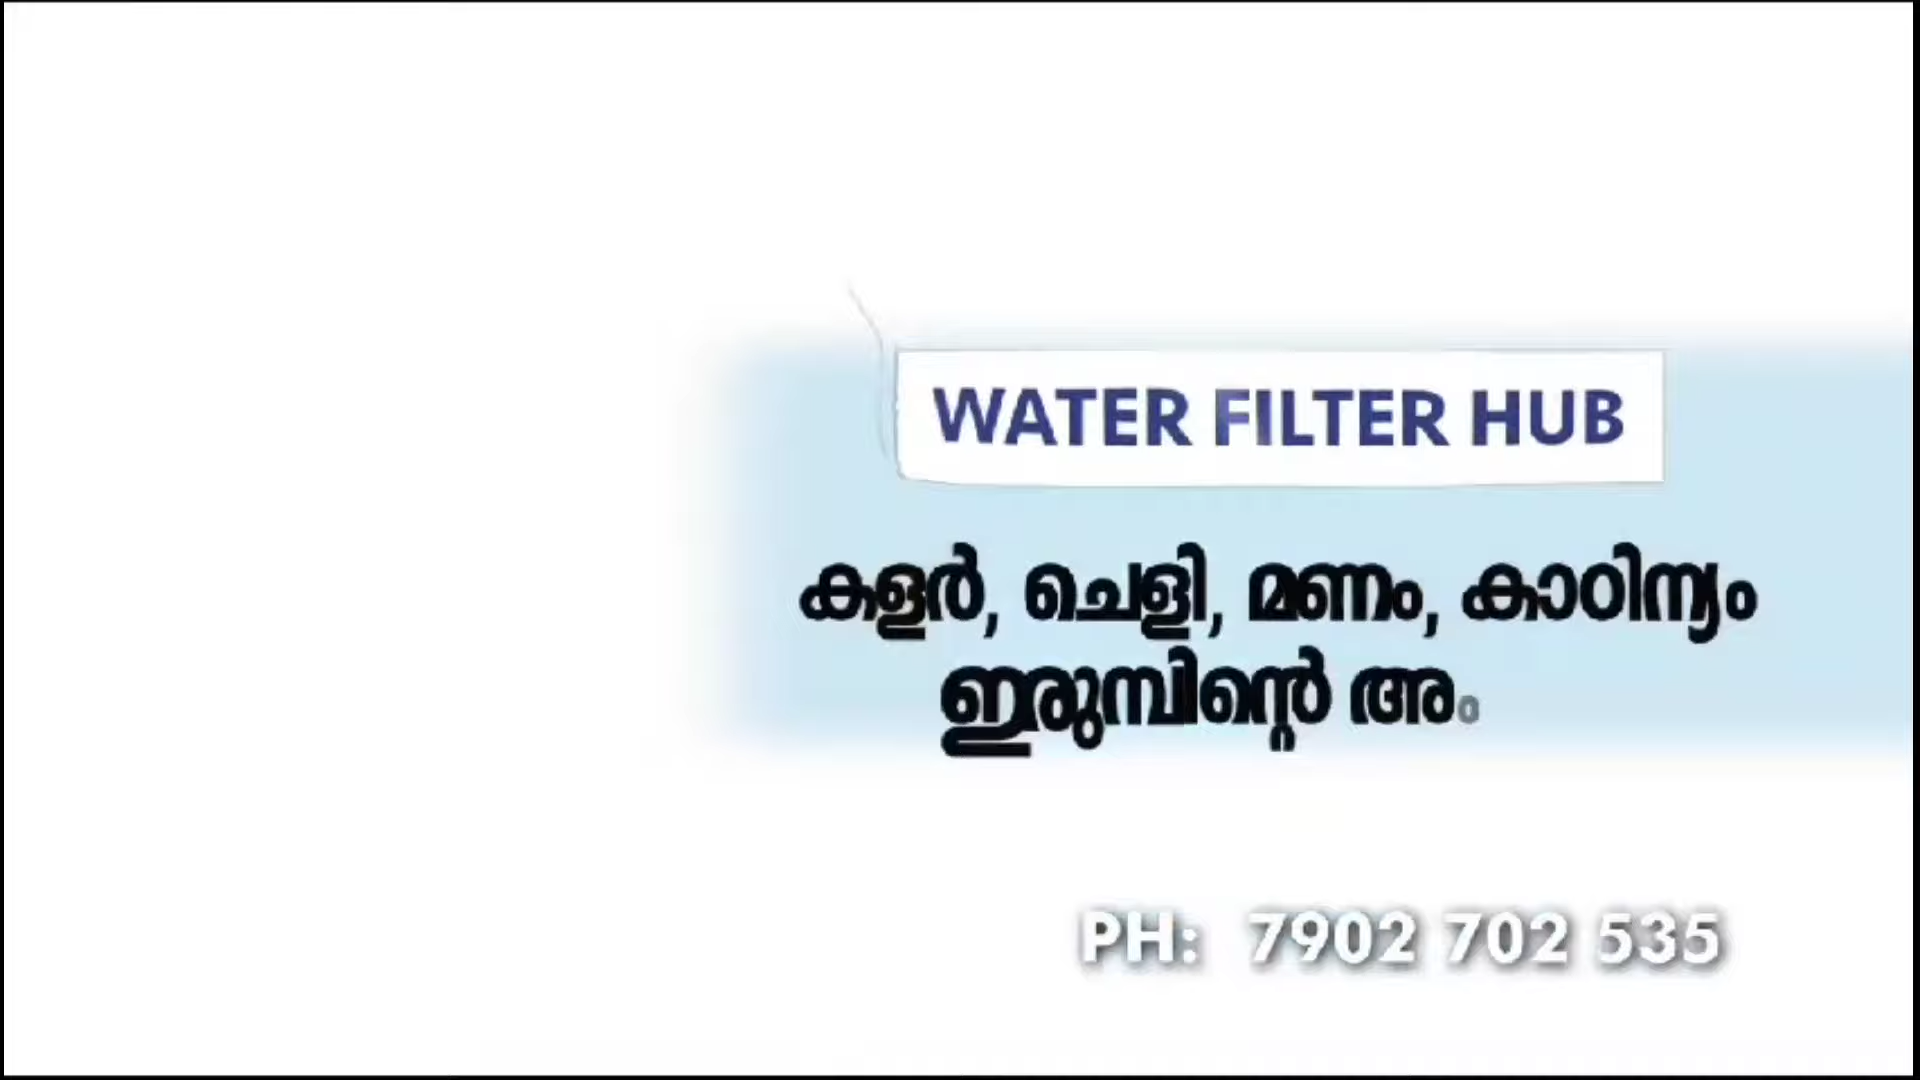 WATER FILTER HUB
കളർ, ചെളി, മണം, കാഠിന്യം
ഇരുമ്പിന്റെ അം
PH: 7902 702 535